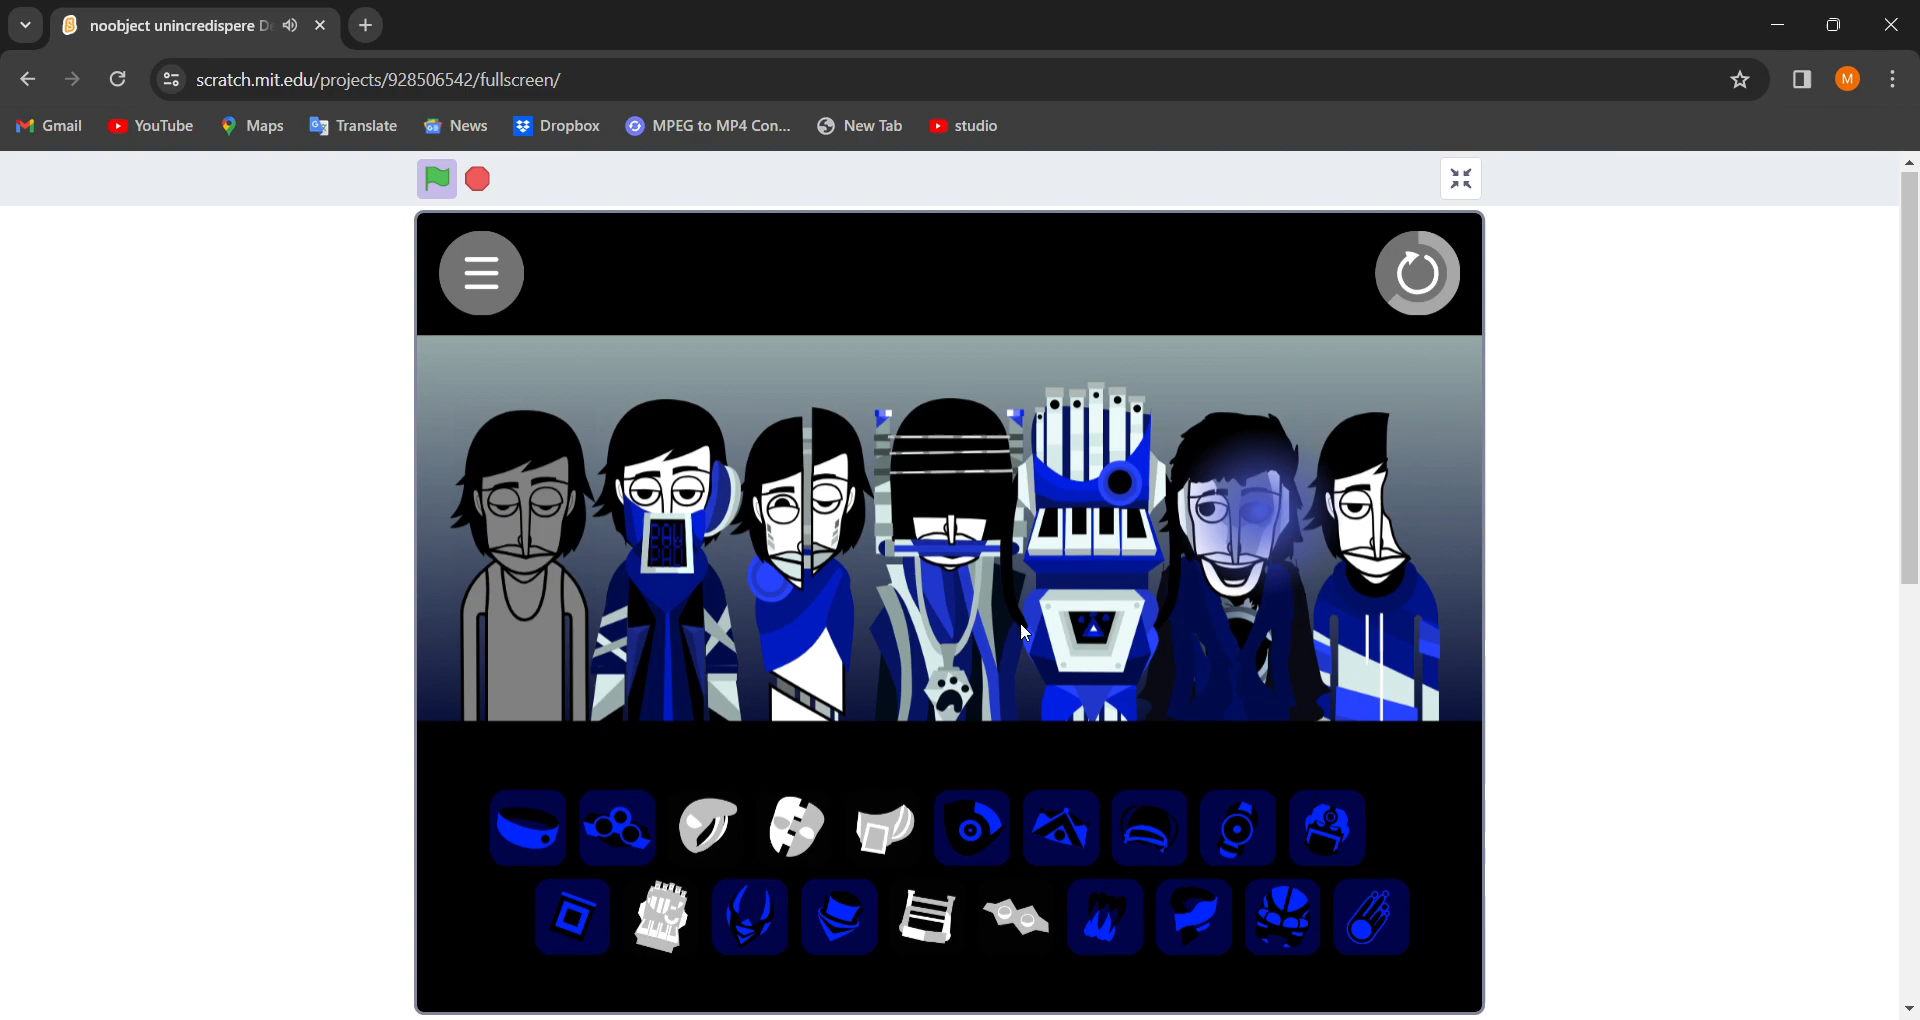 noobject unincredispere D
scratch.mit.edu/projects/928506542/fullscreen/
M
Gmail
YouTube
Maps
Translate
News
Dropbox
MPEG to MP4 Con...
New Tab
studio